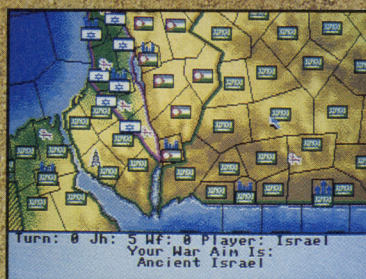 Turn: 0 Jh: 5 Wf: 0 Player: Israel
Your War Aim Is:
Ancient Israel